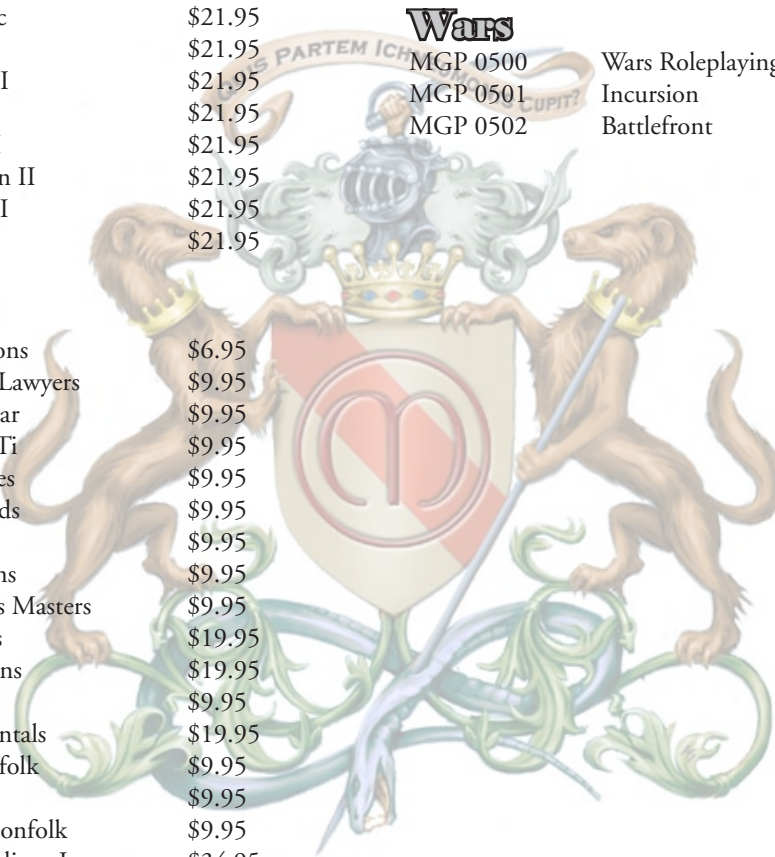 c $21.95
$21.95
I $21.95
$21.95
$21.95
n II $21.95
I $21.95
$21.95
ons $6.95
Lawyers $9.95
ar $9.95
Ti $9.95
es $9.95
ds $9.95
$9.95
ns $9.95
s Masters $9.95
s $19.95
ns $19.95
$9.95
ntals $19.95
folk $9.95
$9.95
onfolk $9.95
Wars
MGP 0500 Wars Roleplaying
MGP 0501 Incursion
MGP 0502 Battlefront
PARTEM
CUPIT?